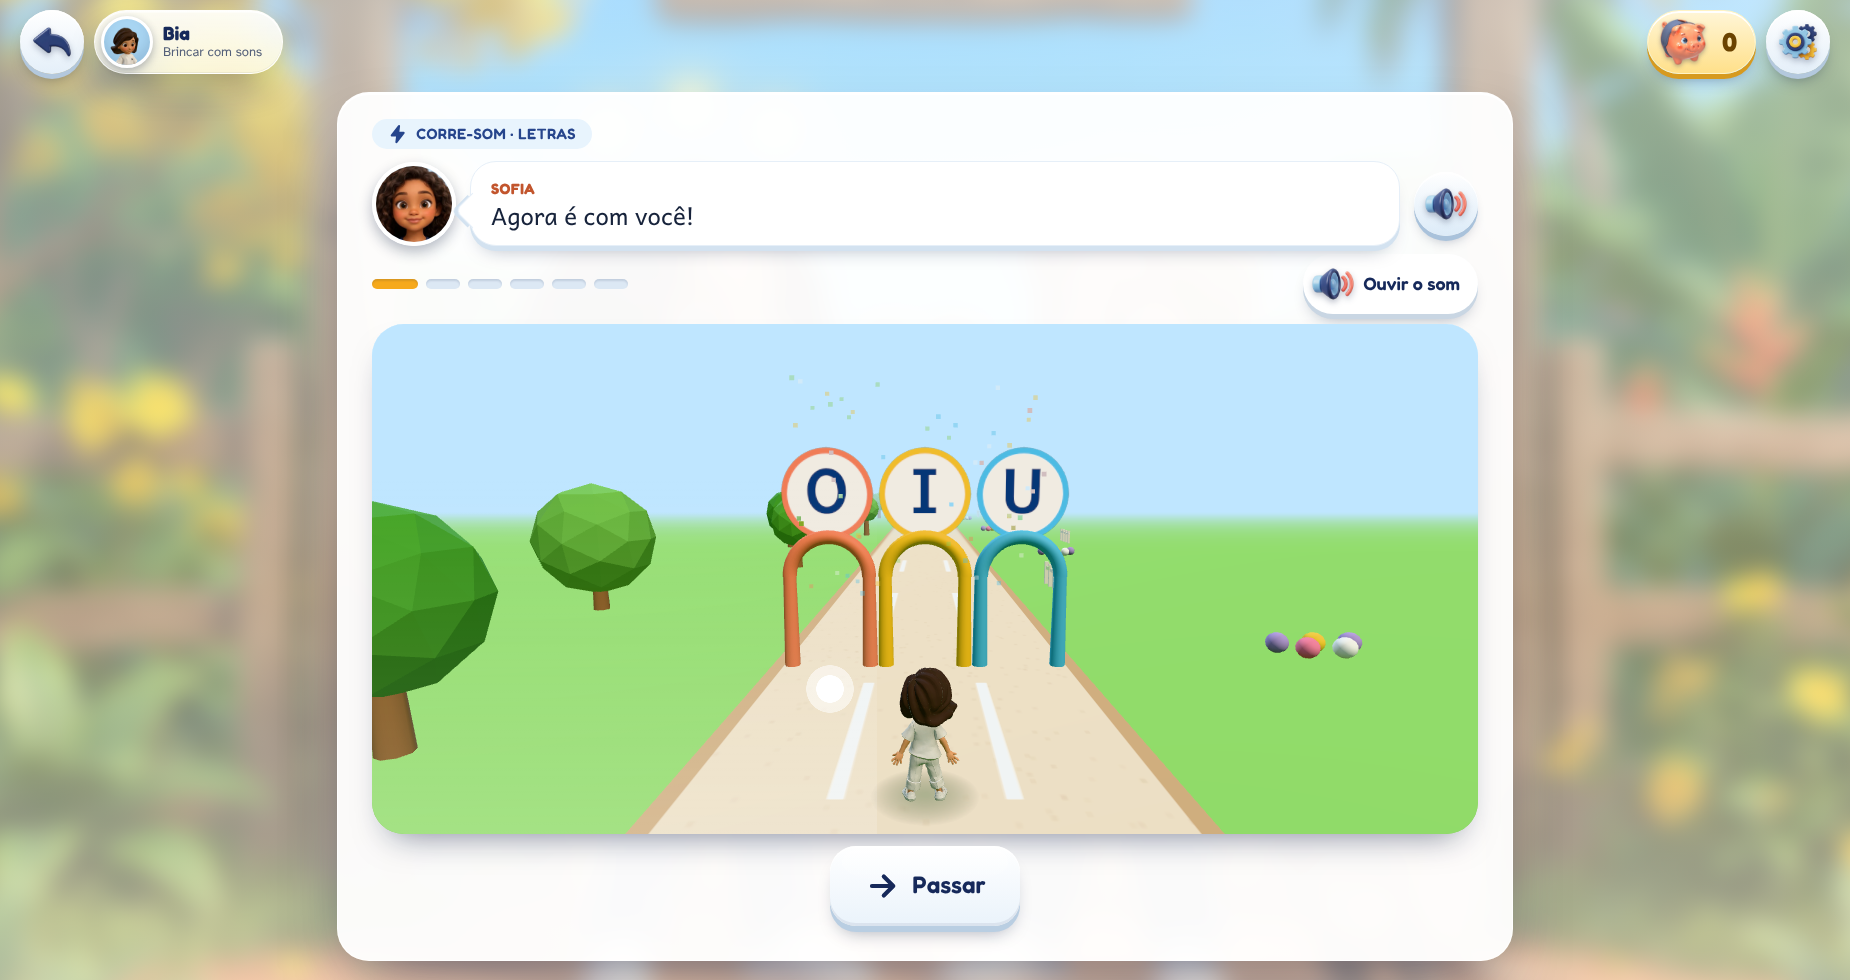 Bia
Brincar com sons
0
CORRE-SOM · LETRAS
SOFIA
Agora é com você!
Ouvir o som
O I U
Passar